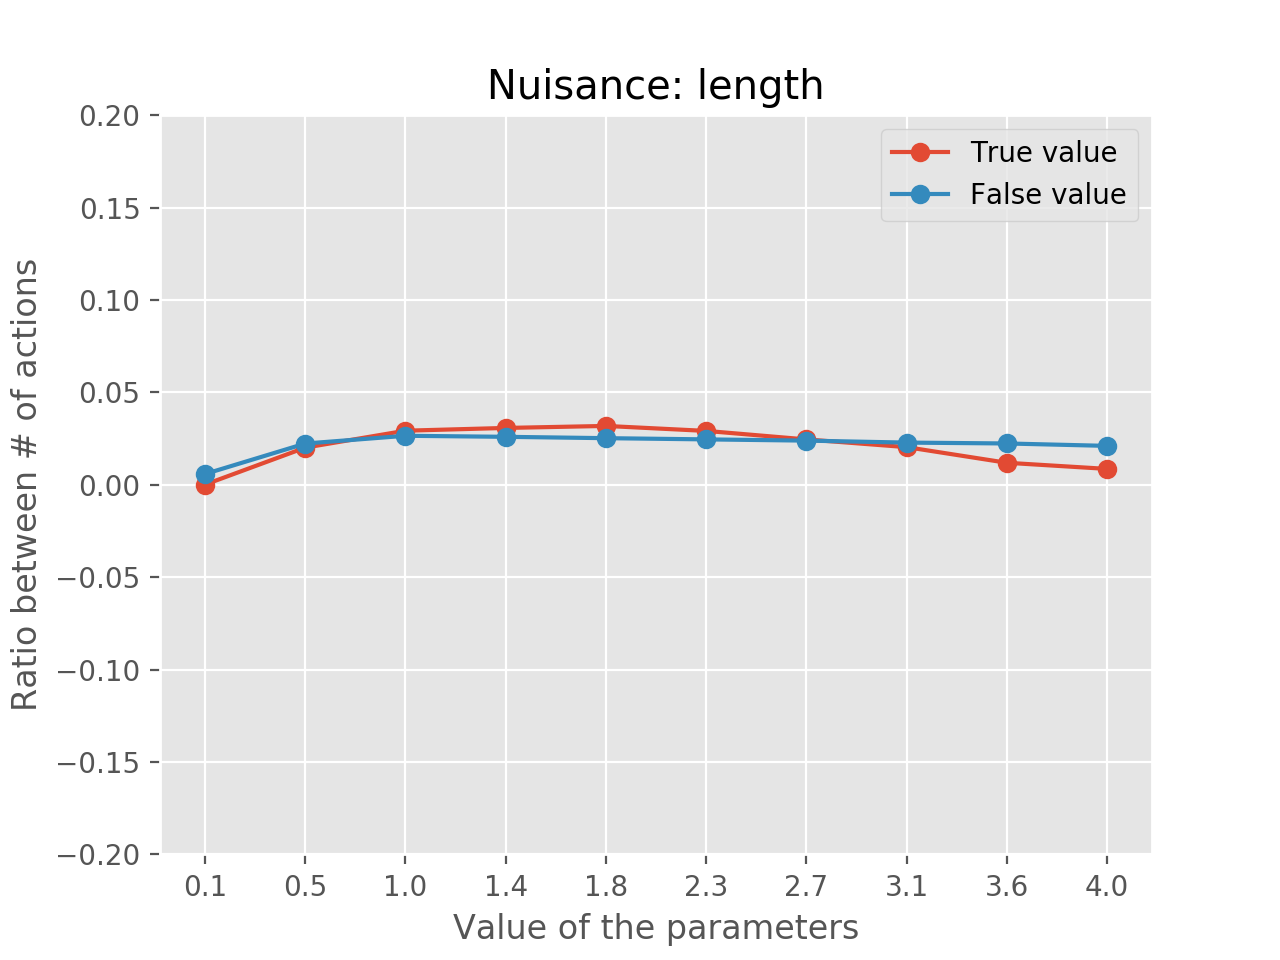 Nuisance: length
True value
False value
0.20
0.15
0.10
0.05
0.00
−0.05
−0.10
−0.15
−0.20
Ratio between # of actions
0.1 0.5 1.0 1.4 1.8 2.3 2.7 3.1 3.6 4.0
Value of the parameters